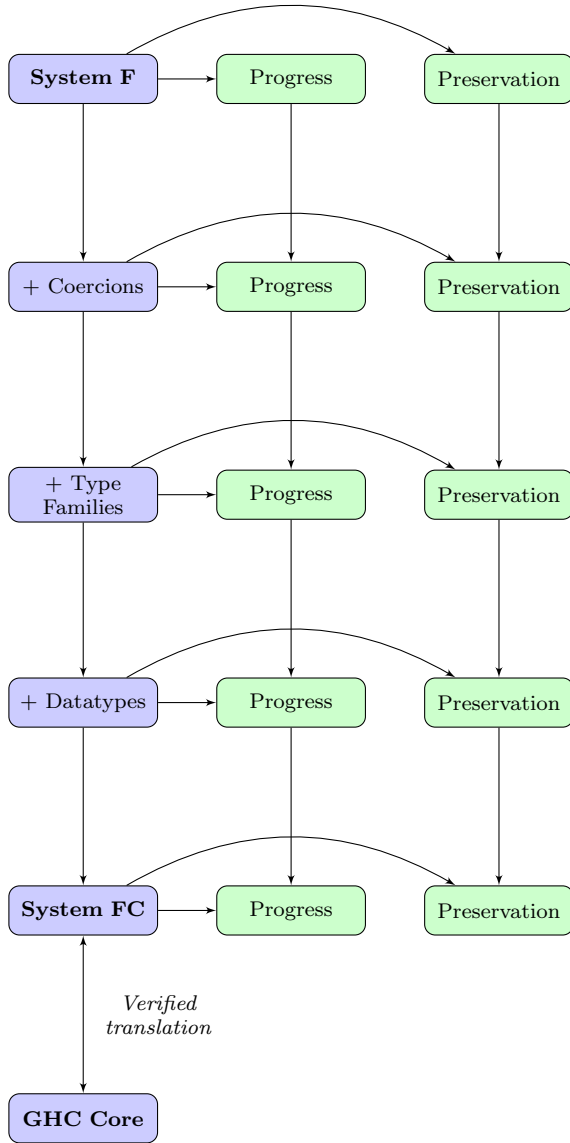 System F
Progress
Preservation
+ Coercions
Progress
Preservation
+ Type
Families
Progress
Preservation
+ Datatypes
Progress
Preservation
System FC
Progress
Preservation
Verified
translation
GHC Core